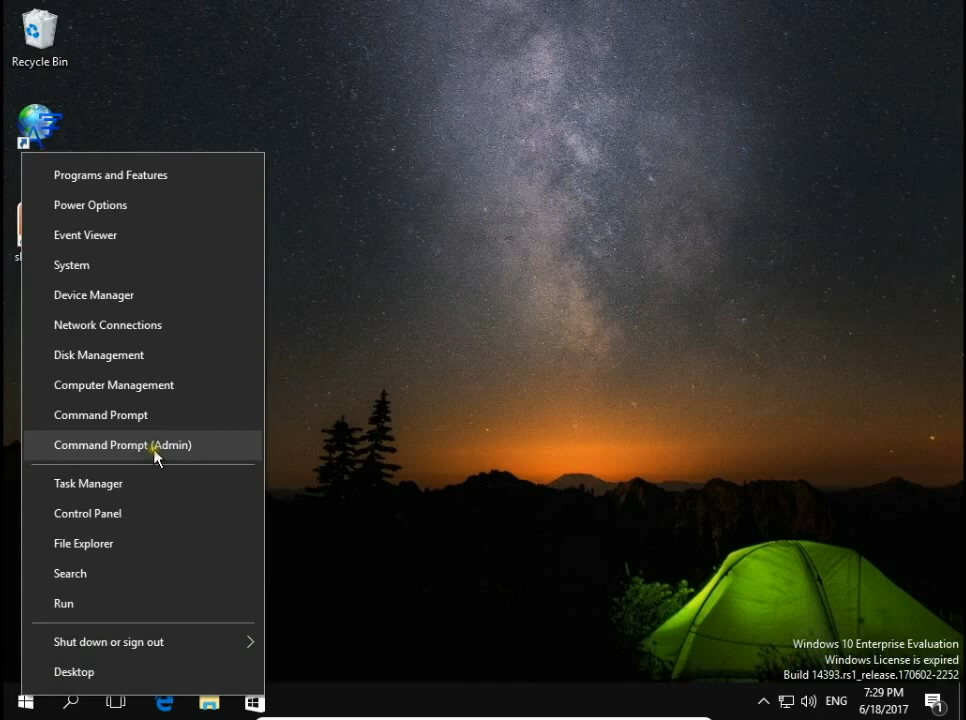 Recycle Bin
Programs and Features
Power Options
Event Viewer
System
Device Manager
Network Connections
Disk Management
Computer Management
Command Prompt
Command Prompt (Admin)
Task Manager
Control Panel
File Explorer
Search
Run
Shut down or sign out
Desktop
Windows 10 Enterprise Evaluation
Windows License is expired
Build 14393.rs1_release.170602-2252
ENG
7:29 PM
6/18/2017
1